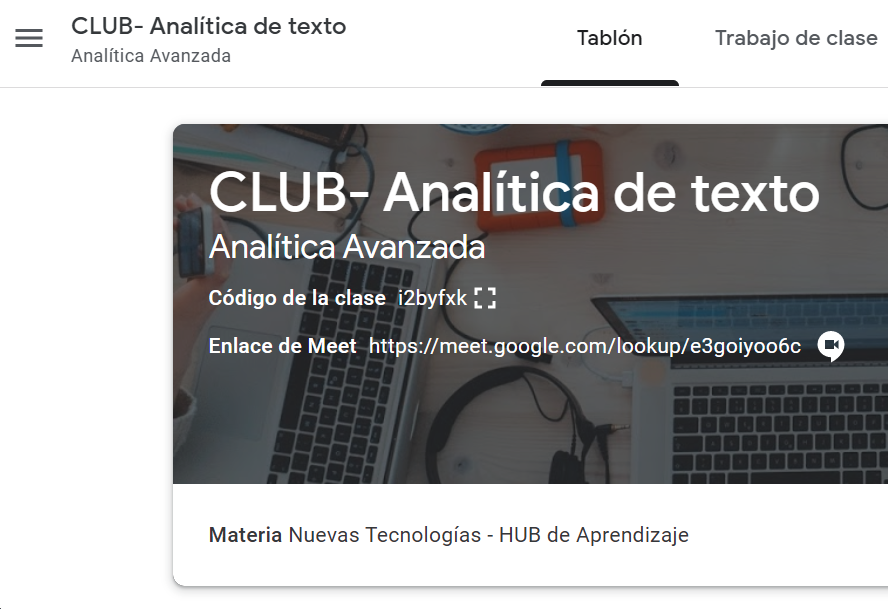 CLUB- Analítica de texto
Analítica Avanzada
Tablón
Trabajo de clase
CLUB- Analítica de texto
Analítica Avanzada
Código de la clase i2byfxk
Enlace de Meet https://meet.google.com/lookup/e3goiyoo6c
Materia Nuevas Tecnologías - HUB de Aprendizaje